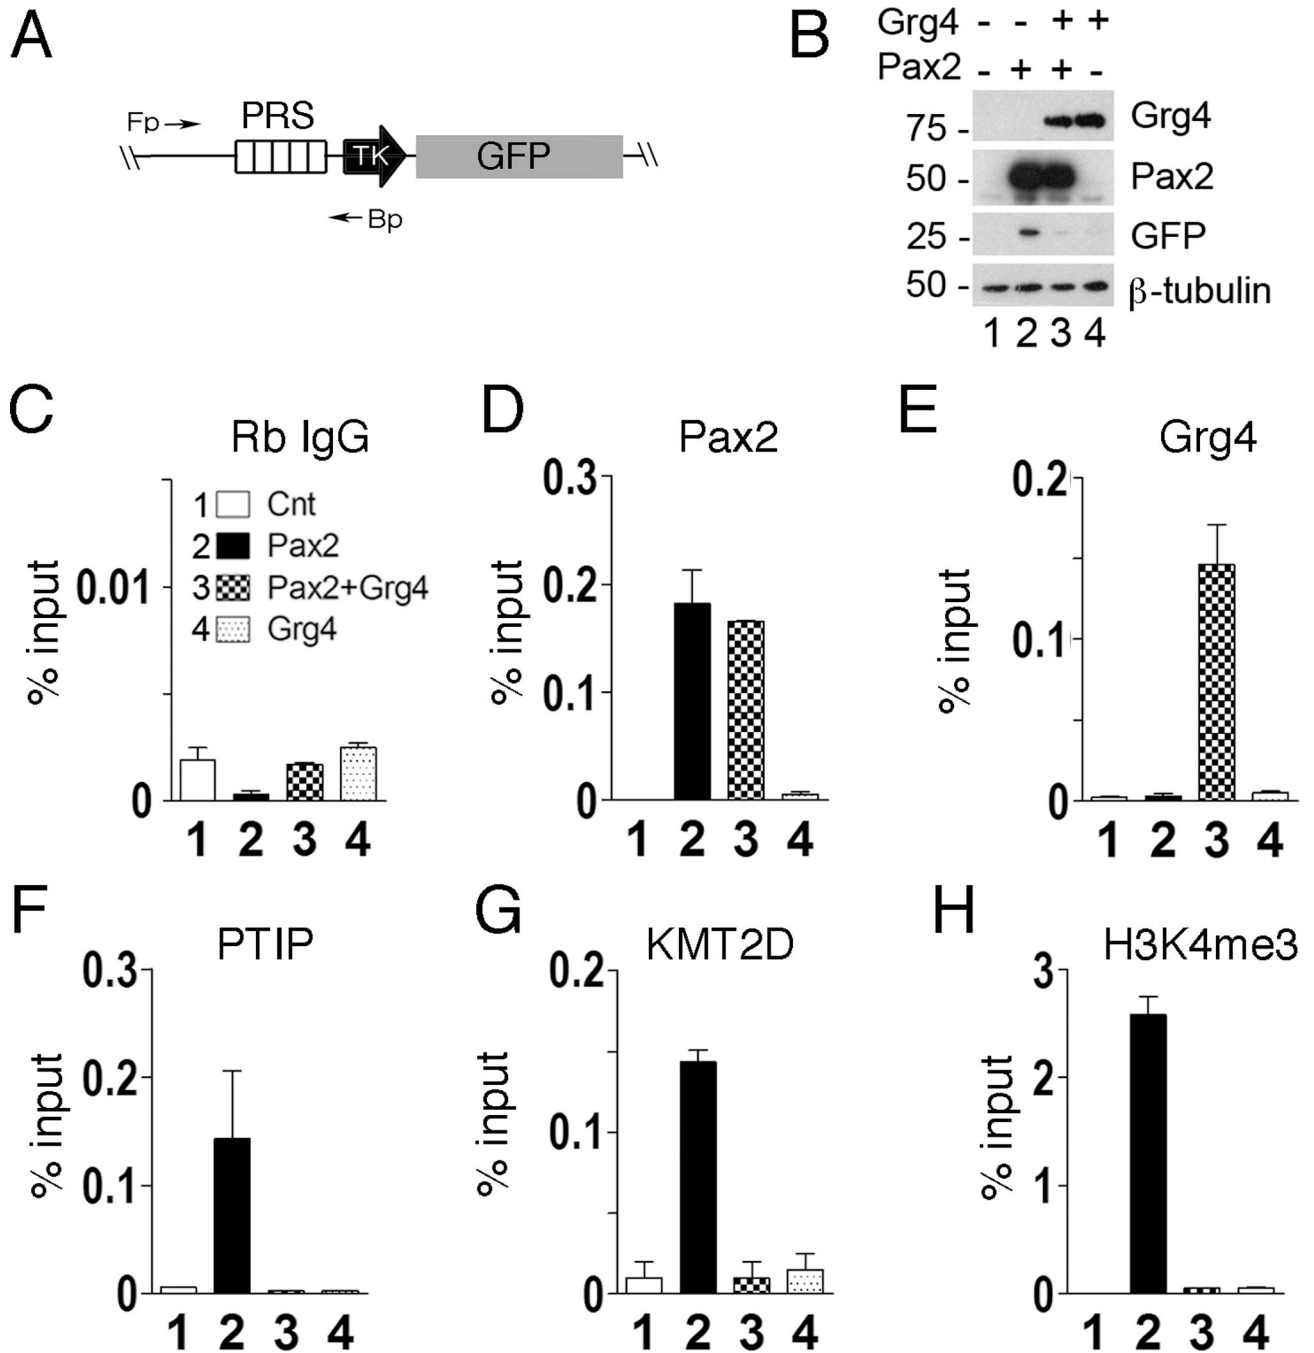 A
Fp
PRS
TK
GFP
Bp
B
Grg4 - - + +
Pax2 - + + -
75 - Grg4
50 - Pax2
25 - GFP
50 - β-tubulin
1 2 3 4
C
Rb IgG
1 Cnt
2 Pax2
3 Pax2+Grg4
4 Grg4
% input
0.01
0
1 2 3 4
D
Pax2
% input
0.3
0.2
0.1
0
1 2 3 4
E
Grg4
% input
0.2
0.1
0
1 2 3 4
F
PTIP
% input
0.3
0.2
0.1
0
1 2 3 4
G
KMT2D
% input
0.2
0.1
0
1 2 3 4
H
H3K4me3
% input
3
2
1
0
1 2 3 4